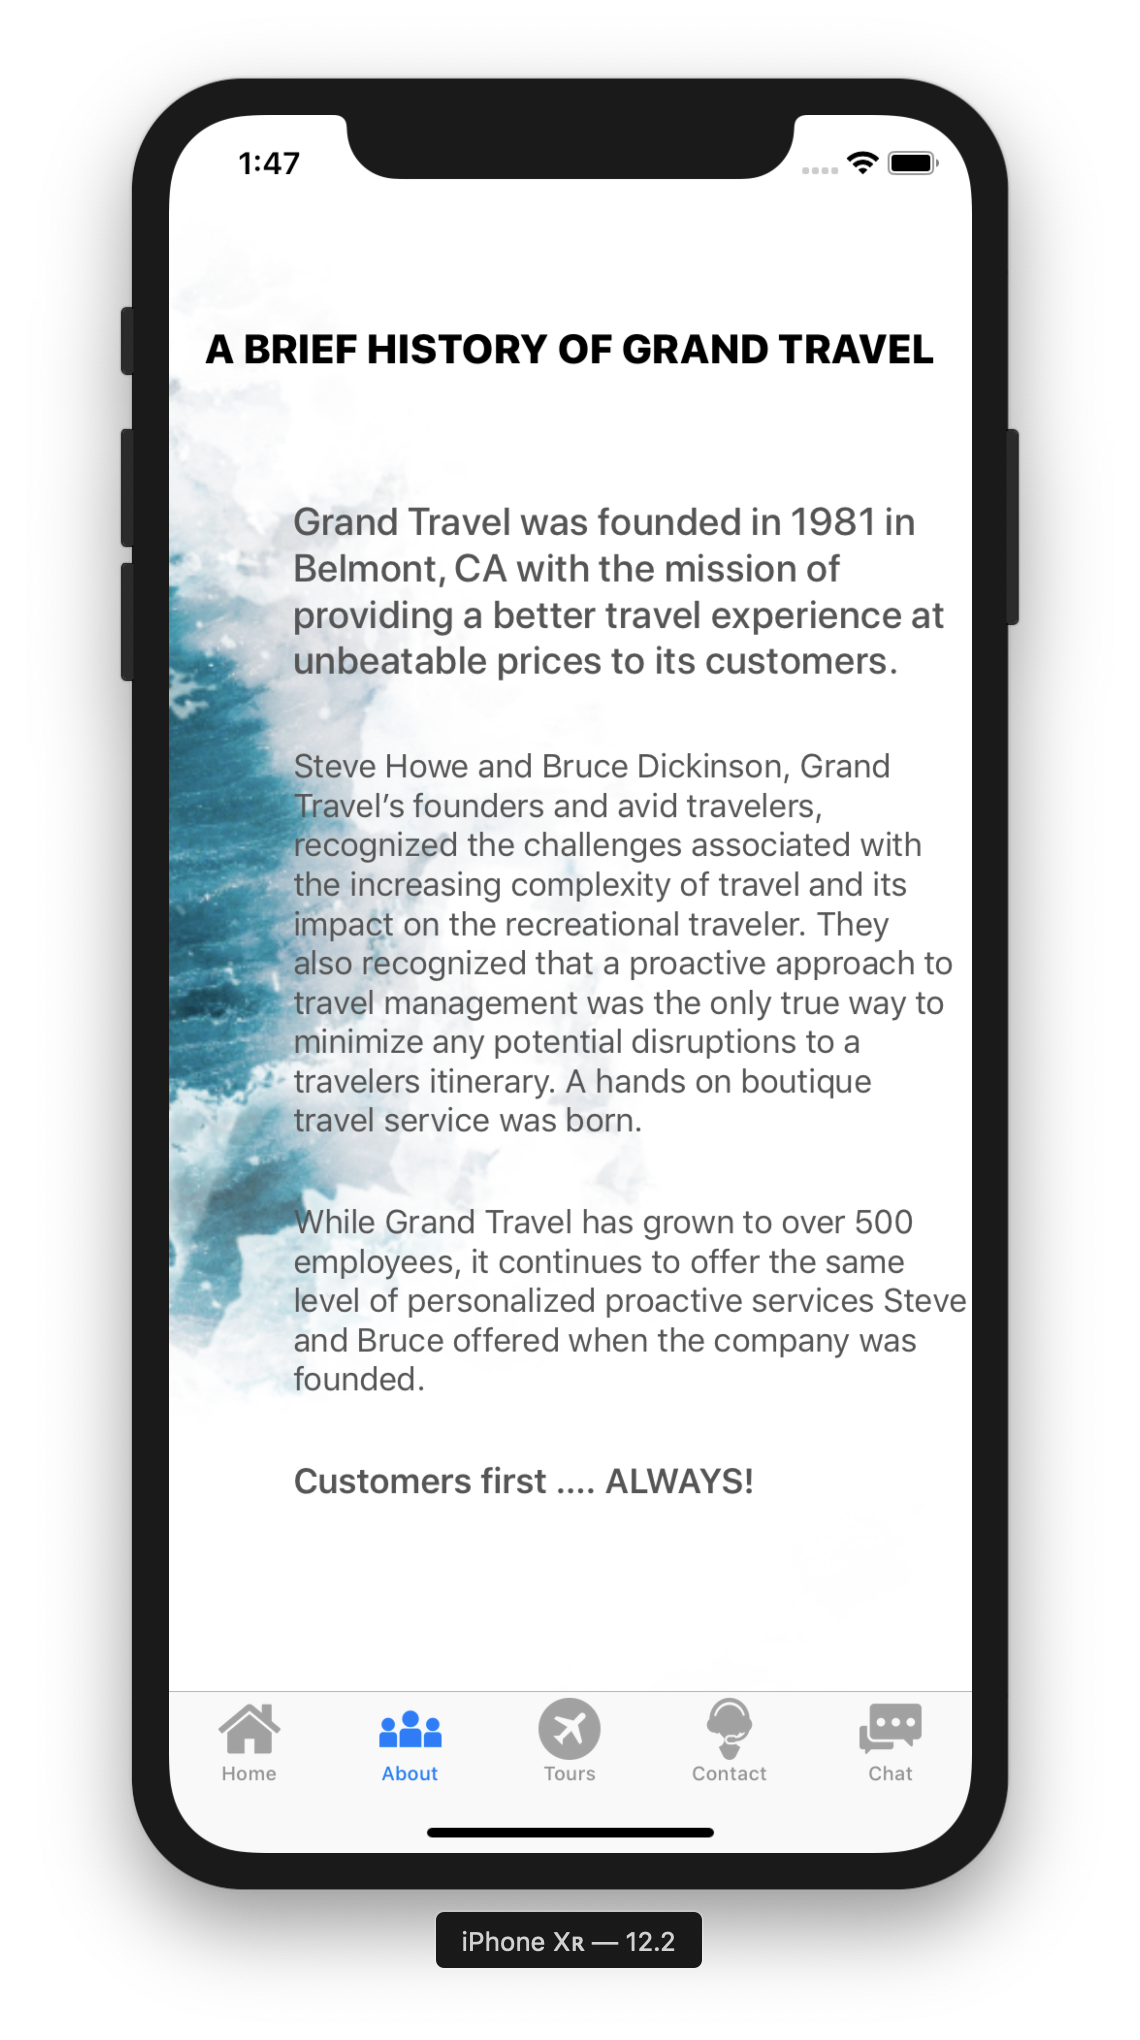 1:47
A BRIEF HISTORY OF GRAND TRAVEL
Grand Travel was founded in 1981 in
Belmont, CA with the mission of
providing a better travel experience at
unbeatable prices to its customers.
Steve Howe and Bruce Dickinson, Grand
Travel’s founders and avid travelers,
recognized the challenges associated with
the increasing complexity of travel and its
impact on the recreational traveler. They
also recognized that a proactive approach to
travel management was the only true way to
minimize any potential disruptions to a
travelers itinerary. A hands on boutique
travel service was born.
While Grand Travel has grown to over 500
employees, it continues to offer the same
level of personalized proactive services Steve
and Bruce offered when the company was
founded.
Customers first .... ALWAYS!
Home About Tours Contact Chat
iPhone Xʀ — 12.2